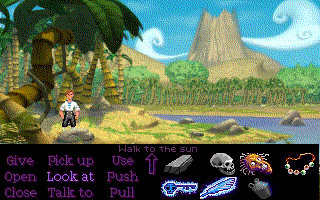 Walk to the sun
Give Pick up Use
Open Look at Push
Close Talk to Pull